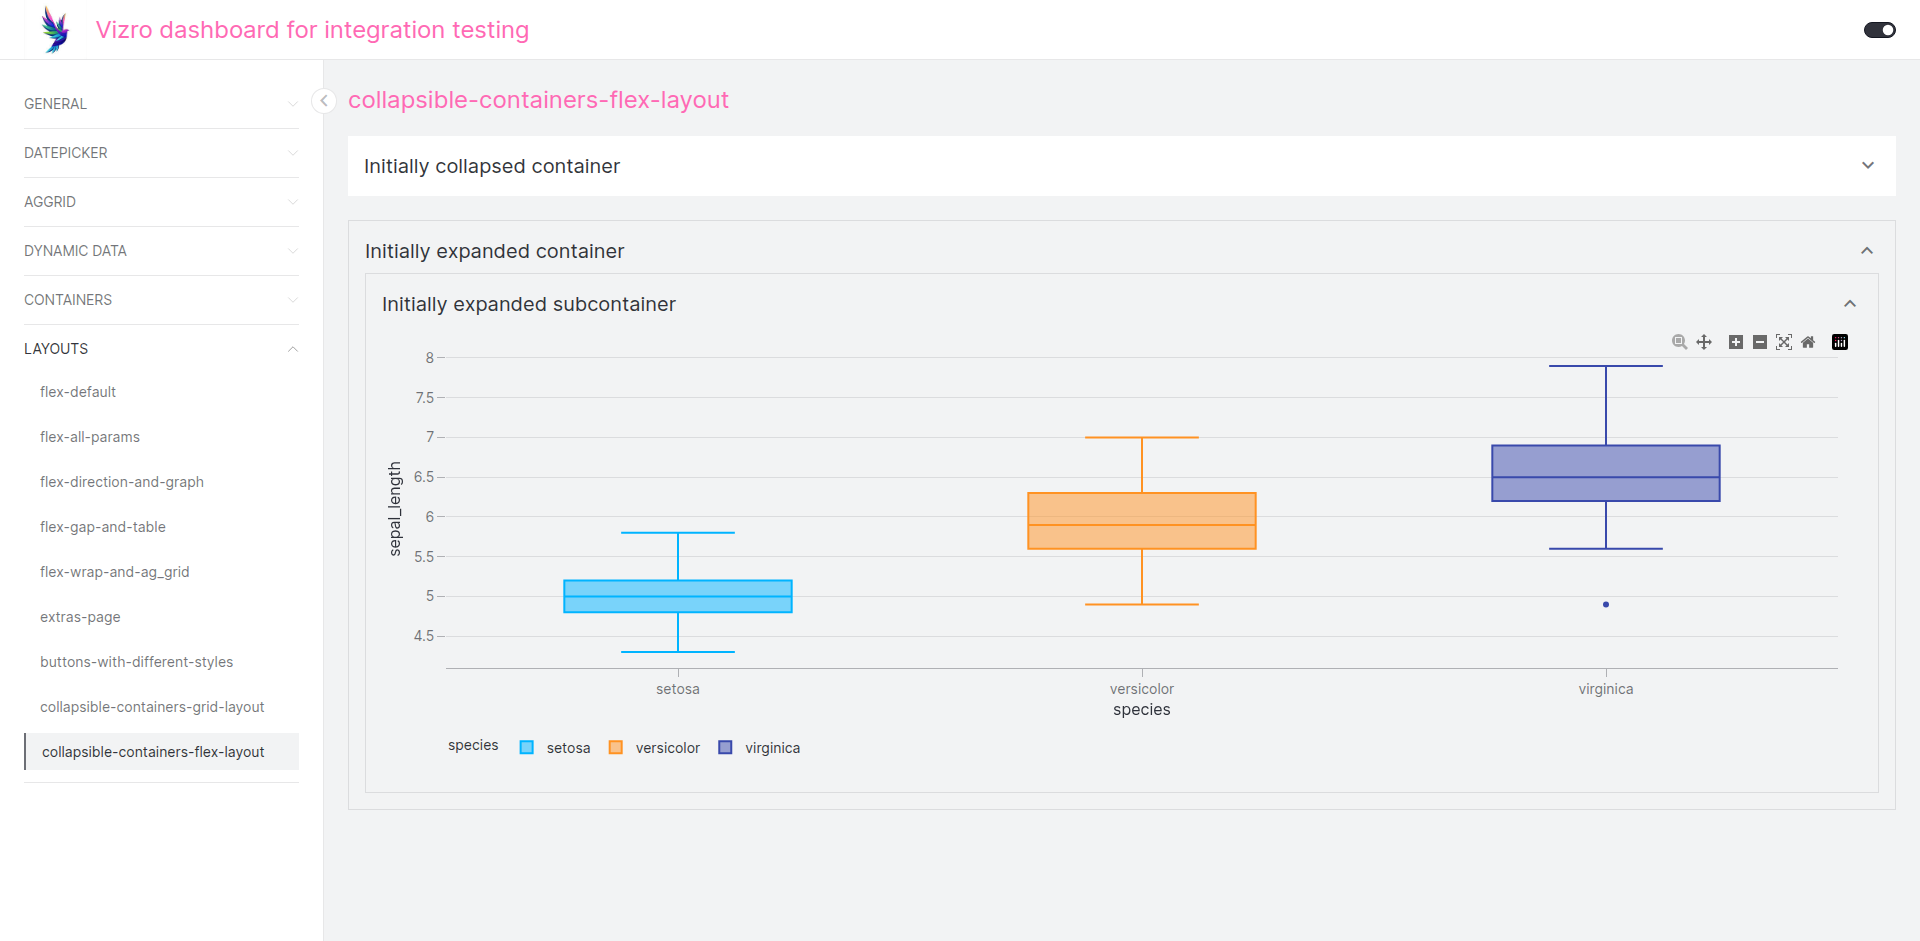 Vizro dashboard for integration testing
GENERAL
DATEPICKER
AGGRID
DYNAMIC DATA
CONTAINERS
LAYOUTS
flex-default
flex-all-params
flex-direction-and-graph
flex-gap-and-table
flex-wrap-and-ag_grid
extras-page
buttons-with-different-styles
collapsible-containers-grid-layout
collapsible-containers-flex-layout
collapsible-containers-flex-layout
Initially collapsed container
Initially expanded container
Initially expanded subcontainer
8
7.5
7
6.5
6
5.5
5
4.5
sepal_length
setosa versicolor virginica
species
species setosa versicolor virginica